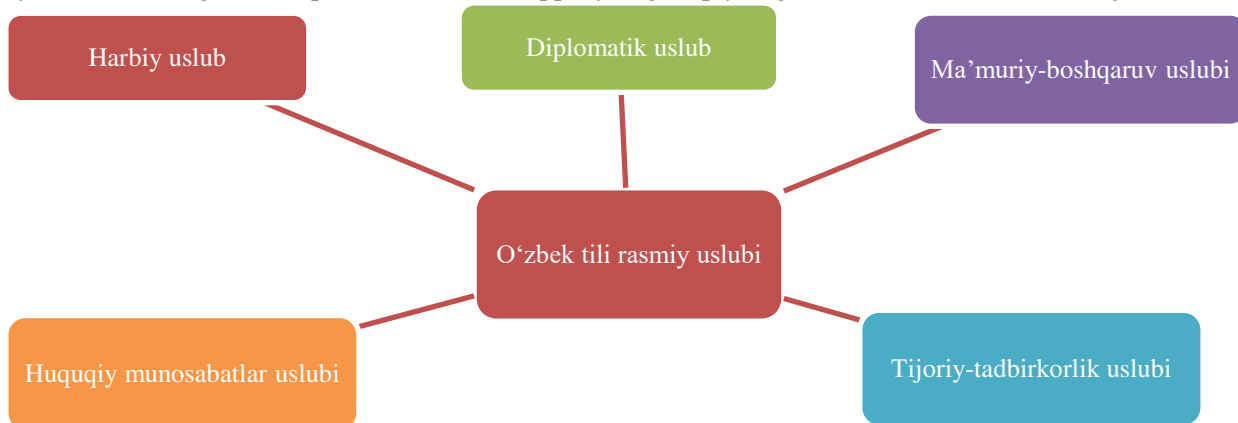 Harbiy uslub
Diplomatik uslub
Ma’muriy-boshqaruv uslubi
O‘zbek tili rasmiy uslubi
Huquqiy munosabatlar uslubi
Tijoriy-tadbirkorlik uslubi